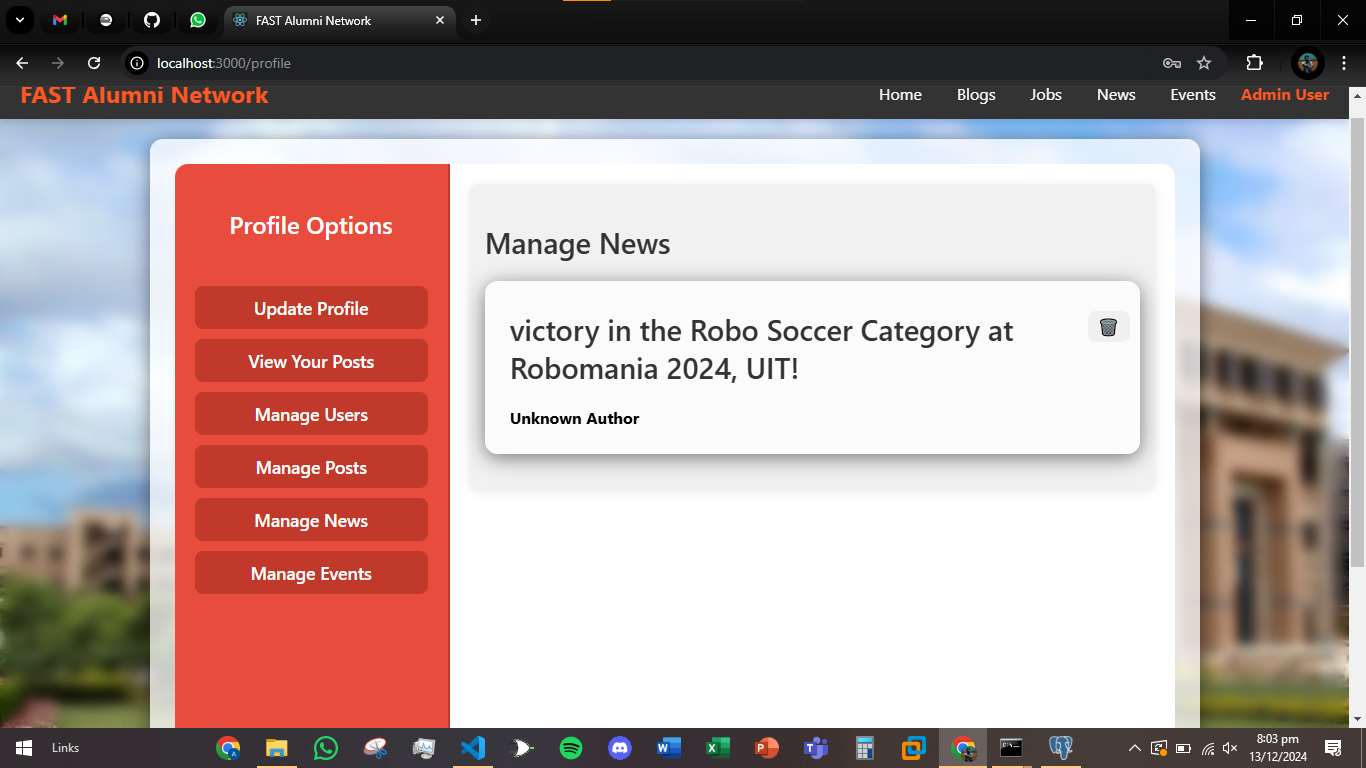 FAST Alumni Network
localhost:3000/profile
FAST Alumni Network
Home Blogs Jobs News Events Admin User
Profile Options
Update Profile
View Your Posts
Manage Users
Manage Posts
Manage News
Manage Events
Manage News
victory in the Robo Soccer Category at
Robomania 2024, UIT!
Unknown Author
Links
8:03 pm
13/12/2024